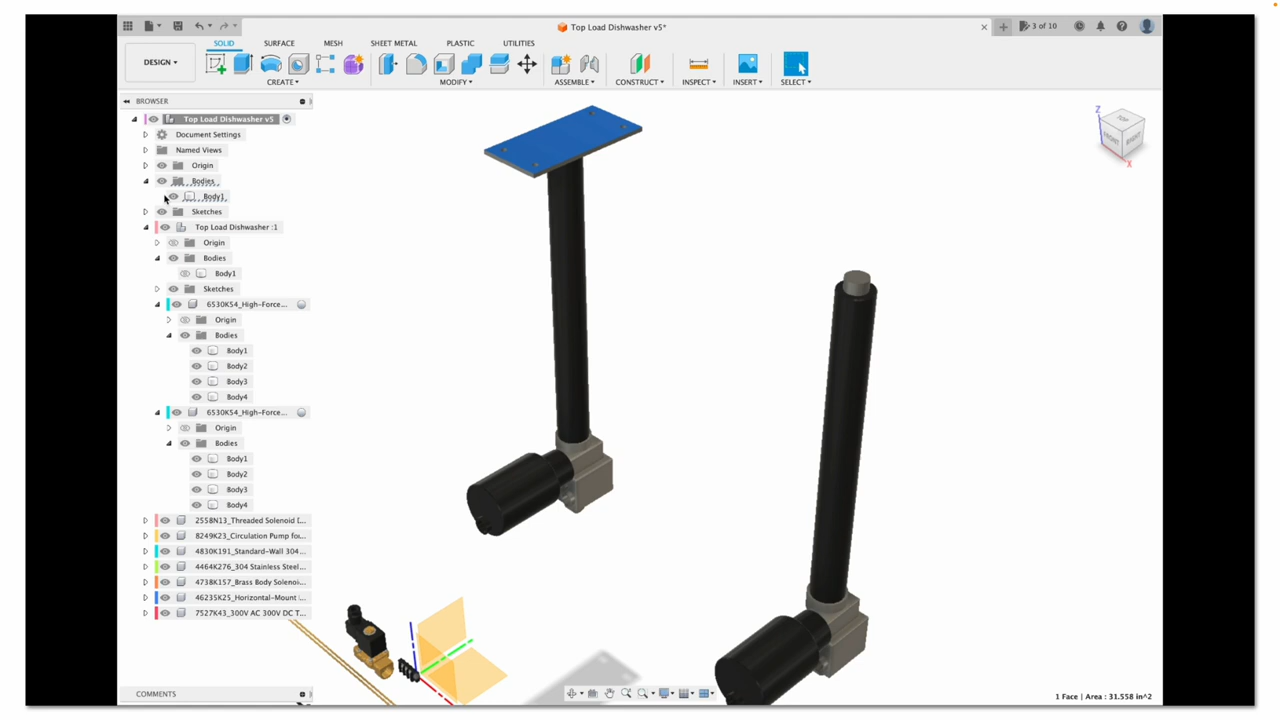 Top Load Dishwasher v5*
3 of 10
SOLID SURFACE MESH SHEET METAL PLASTIC UTILITIES
DESIGN
CREATE MODIFY ASSEMBLE CONSTRUCT INSPECT INSERT SELECT
BROWSER
Top Load Dishwasher v5
Document Settings
Named Views
Origin
Bodies
Body1
Sketches
Top Load Dishwasher :1
Origin
Bodies
Body1
Sketches
6530K54_High-Force...
Origin
Bodies
Body1
Body2
Body3
Body4
6530K54_High-Force...
Origin
Bodies
Body1
Body2
Body3
Body4
2558N13_Threaded Solenoid D...
8249K23_Circulation Pump fo...
4830K191_Standard-Wall 304...
4464K276_304 Stainless Steel...
4738K157_Brass Body Solenoi...
46235K25_Horizontal-Mount ...
7527K43_300V AC 300V DC T...
Z
TOP
FRONT
RIGHT
X
COMMENTS
1 Face | Area : 31.558 in^2